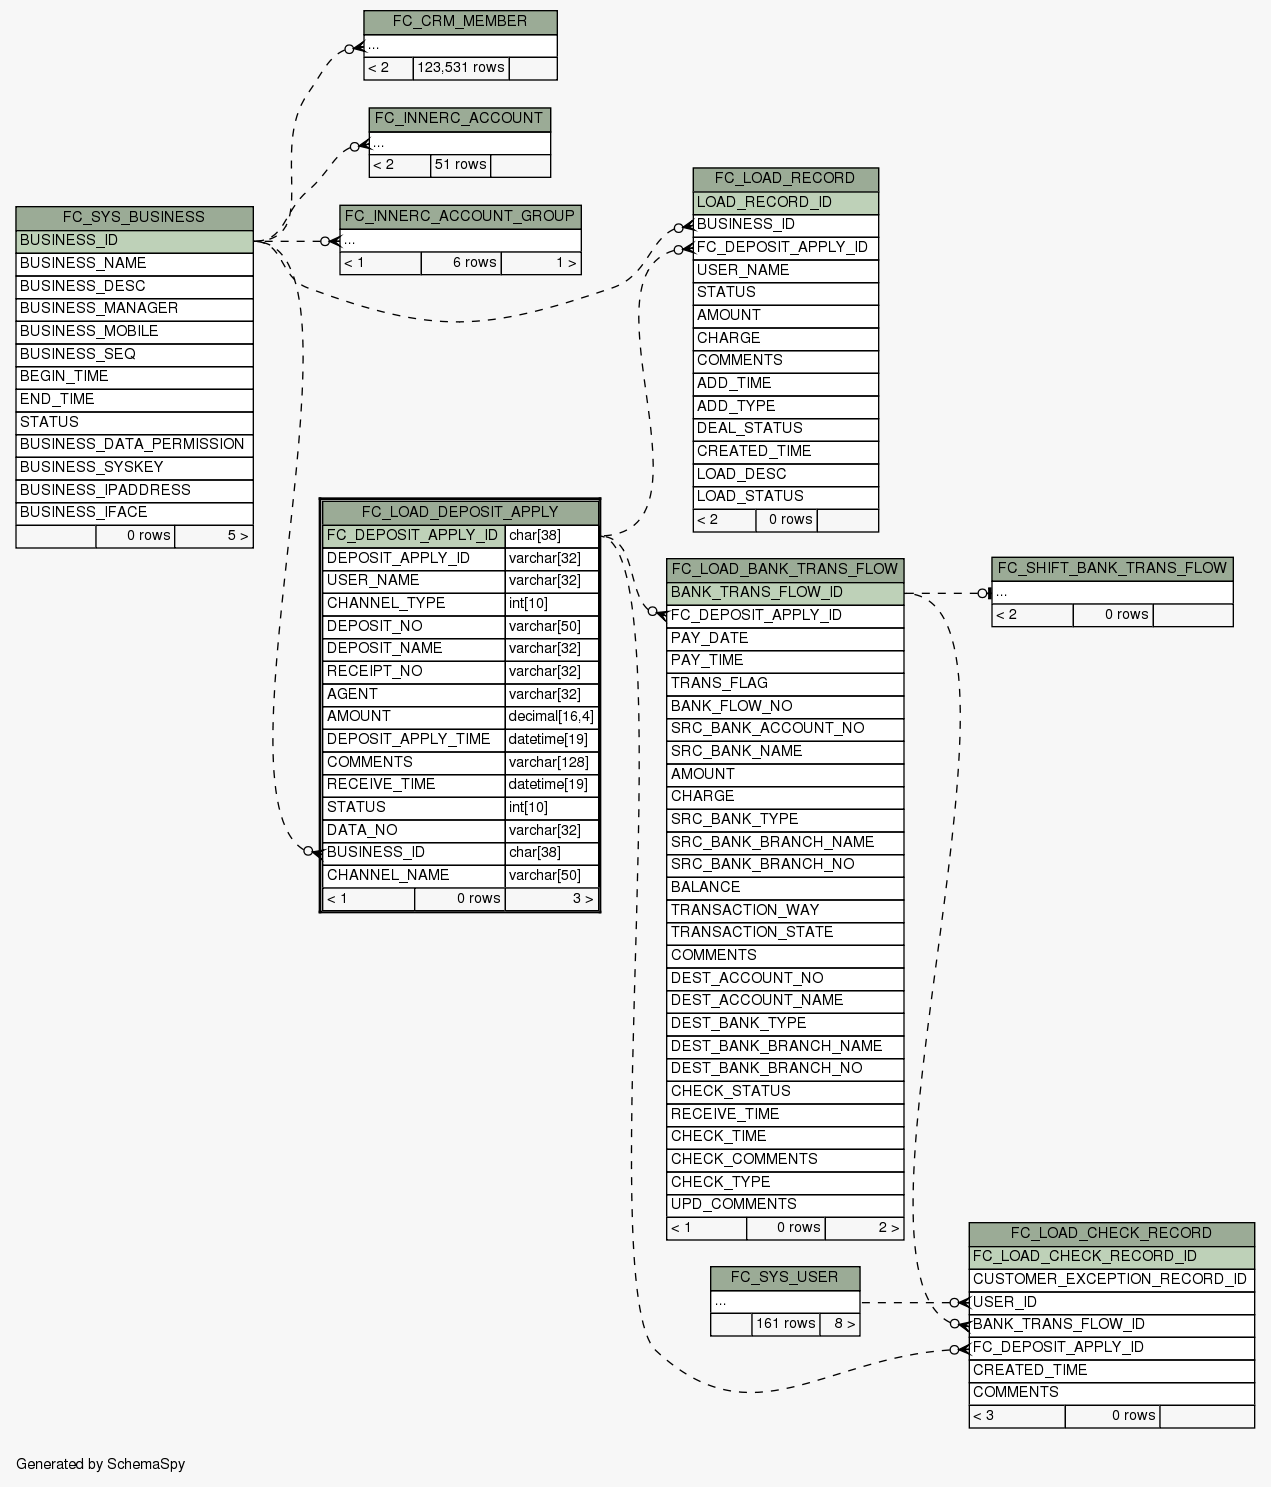 FC_CRM_MEMBER
...
< 2 123,531 rows
FC_INNERC_ACCOUNT
...
< 2 51 rows
FC_INNERC_ACCOUNT_GROUP
...
< 1 6 rows 1 >
FC_SYS_BUSINESS
BUSINESS_ID
BUSINESS_NAME
BUSINESS_DESC
BUSINESS_MANAGER
BUSINESS_MOBILE
BUSINESS_SEQ
BEGIN_TIME
END_TIME
STATUS
BUSINESS_DATA_PERMISSION
BUSINESS_SYSKEY
BUSINESS_IPADDRESS
BUSINESS_IFACE
0 rows 5 >
FC_LOAD_RECORD
LOAD_RECORD_ID
BUSINESS_ID
FC_DEPOSIT_APPLY_ID
USER_NAME
STATUS
AMOUNT
CHARGE
COMMENTS
ADD_TIME
ADD_TYPE
DEAL_STATUS
CREATED_TIME
LOAD_DESC
LOAD_STATUS
< 2 0 rows
FC_LOAD_DEPOSIT_APPLY
FC_DEPOSIT_APPLY_ID char[38]
DEPOSIT_APPLY_ID varchar[32]
USER_NAME varchar[32]
CHANNEL_TYPE int[10]
DEPOSIT_NO varchar[50]
DEPOSIT_NAME varchar[32]
RECEIPT_NO varchar[32]
AGENT varchar[32]
AMOUNT decimal[16,4]
DEPOSIT_APPLY_TIME datetime[19]
COMMENTS varchar[128]
RECEIVE_TIME datetime[19]
STATUS int[10]
DATA_NO varchar[32]
BUSINESS_ID char[38]
CHANNEL_NAME varchar[50]
< 1 0 rows 3 >
FC_LOAD_BANK_TRANS_FLOW
BANK_TRANS_FLOW_ID
FC_DEPOSIT_APPLY_ID
PAY_DATE
PAY_TIME
TRANS_FLAG
BANK_FLOW_NO
SRC_BANK_ACCOUNT_NO
SRC_BANK_NAME
AMOUNT
CHARGE
SRC_BANK_TYPE
SRC_BANK_BRANCH_NAME
SRC_BANK_BRANCH_NO
BALANCE
TRANSACTION_WAY
TRANSACTION_STATE
COMMENTS
DEST_ACCOUNT_NO
DEST_ACCOUNT_NAME
DEST_BANK_TYPE
DEST_BANK_BRANCH_NAME
DEST_BANK_BRANCH_NO
CHECK_STATUS
RECEIVE_TIME
CHECK_TIME
CHECK_COMMENTS
CHECK_TYPE
UPD_COMMENTS
< 1 0 rows 2 >
FC_SHIFT_BANK_TRANS_FLOW
...
< 2 0 rows
FC_SYS_USER
...
161 rows 8 >
FC_LOAD_CHECK_RECORD
FC_LOAD_CHECK_RECORD_ID
CUSTOMER_EXCEPTION_RECORD_ID
USER_ID
BANK_TRANS_FLOW_ID
FC_DEPOSIT_APPLY_ID
CREATED_TIME
COMMENTS
< 3 0 rows
Generated by SchemaSpy